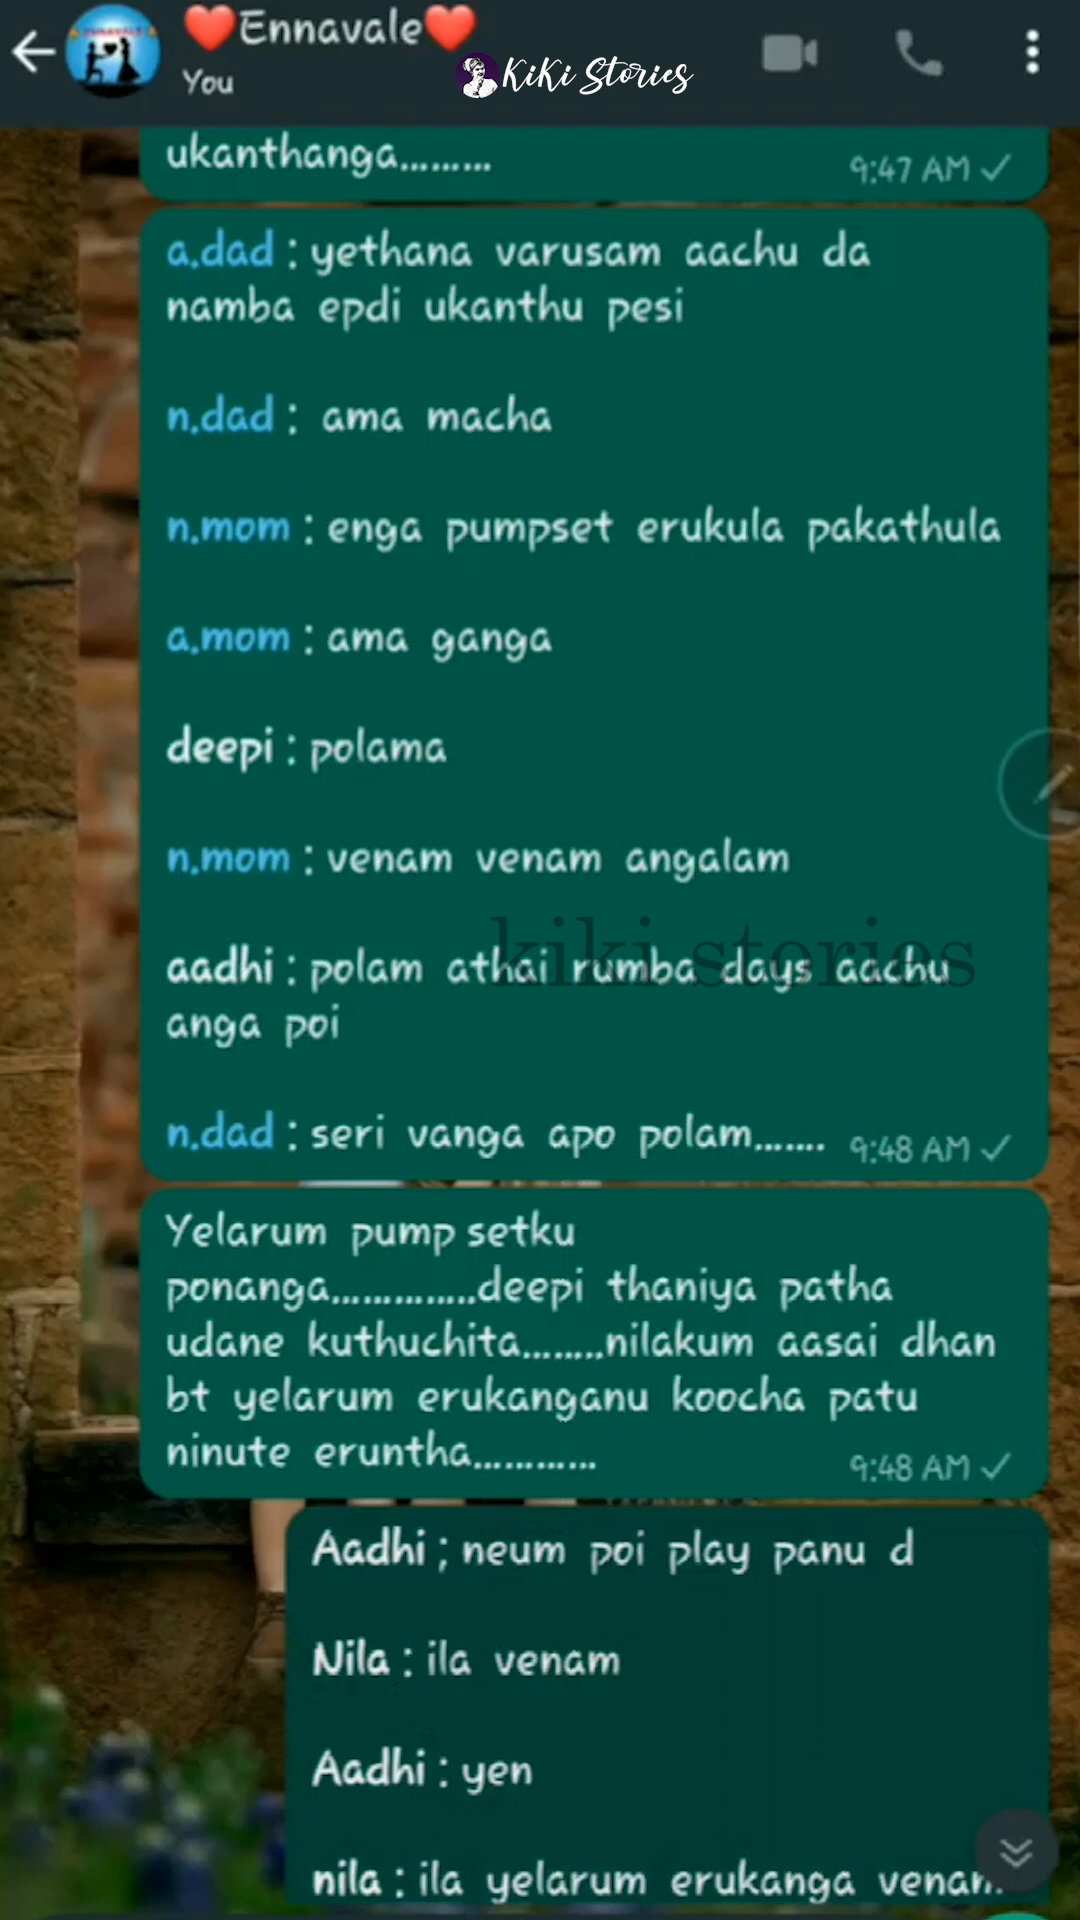 ❤️Ennavale❤️
You
KiKi Stories
ukanthanga.........
9:47 AM
a.dad : yethana varusam aachu da
namba epdi ukanthu pesi
n.dad : ama macha
n.mom : enga pumpset erukula pakathula
a.mom : ama ganga
deepi : polama
n.mom : venam venam angalam
kiki stories
aadhi : polam athai rumba days aachu
anga poi
n.dad : seri vanga apo polam.......
9:48 AM
Yelarum pump setku
ponanga..............deepi thaniya patha
udane kuthuchita........nilakum aasai dhan
bt yelarum erukanganu koocha patu
ninute eruntha............
9:48 AM
Aadhi ; neum poi play panu d
Nila : ila venam
Aadhi : yen
nila : ila yelarum erukanga venam.